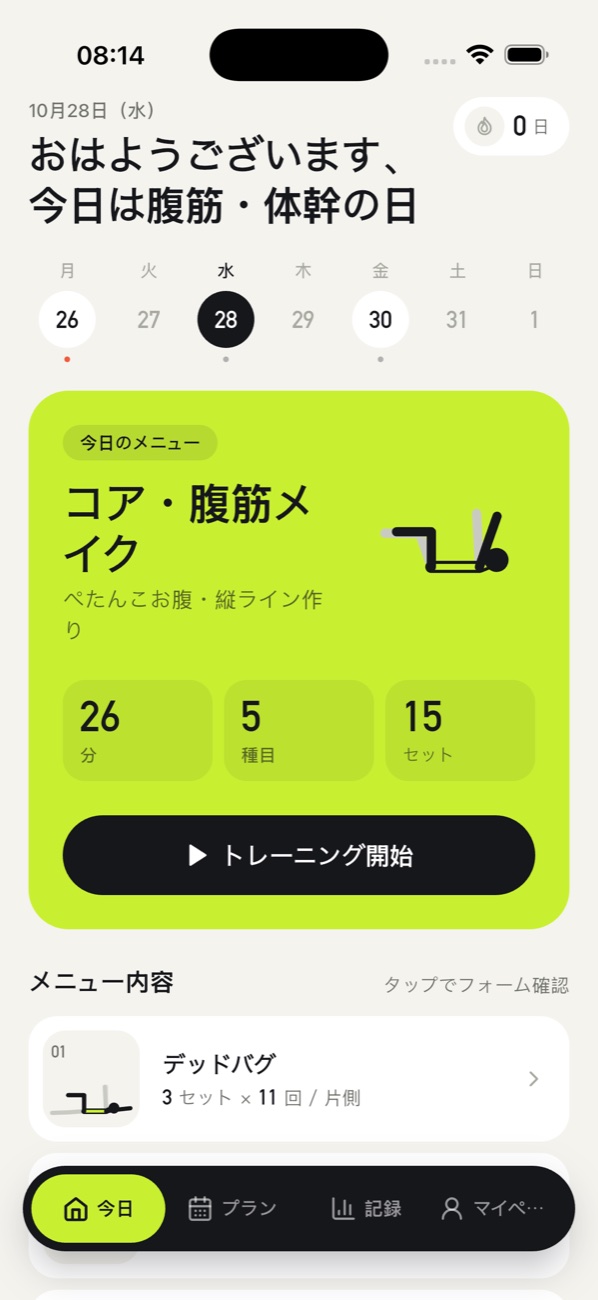 08:14
10月28日（水）
0 日
おはようございます、
今日は腹筋・体幹の日
月 火 水 木 金 土 日
26 27 28 29 30 31 1
今日のメニュー
コア・腹筋メ
イク
ぺたんこお腹・縦ライン作
り
26 5 15
分 種目 セット
トレーニング開始
メニュー内容 タップでフォーム確認
01
デッドバグ
3 セット × 11 回 / 片側
今日 プラン 記録 マイペ…